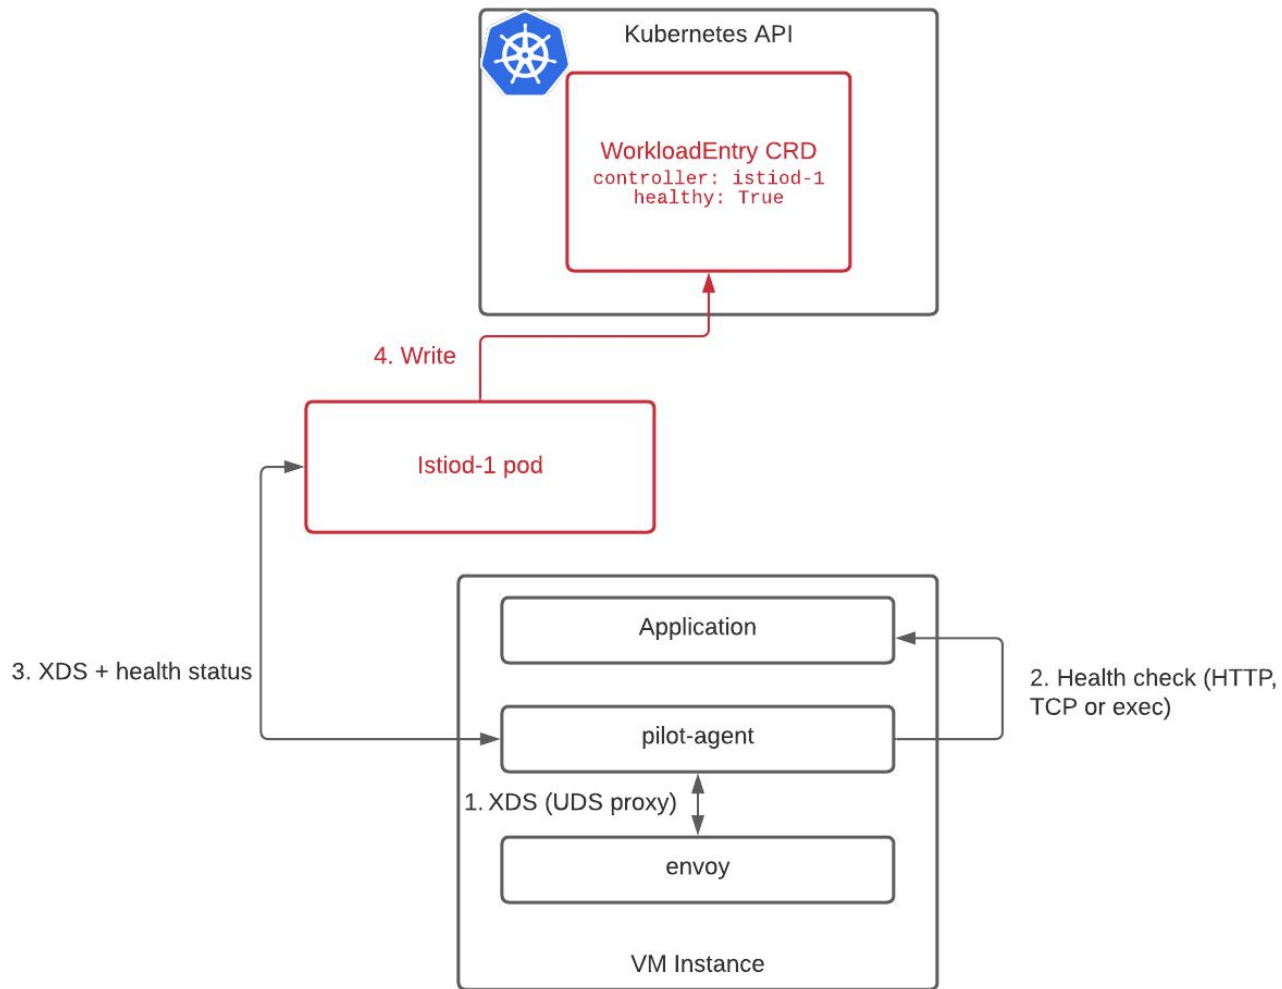 Kubernetes API
WorkloadEntry CRD
controller: istiod-1
healthy: True
4. Write
Istiod-1 pod
Application
3. XDS + health status
2. Health check (HTTP,
TCP or exec)
pilot-agent
1. XDS (UDS proxy)
envoy
VM Instance